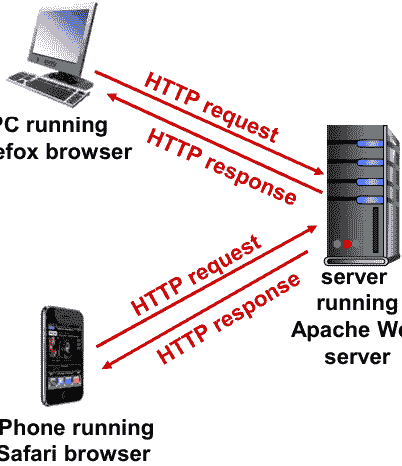 HTTP request
HTTP response
PC running
efox browser
HTTP request
HTTP response
server
running
Apache We
server
Phone running
Safari browser